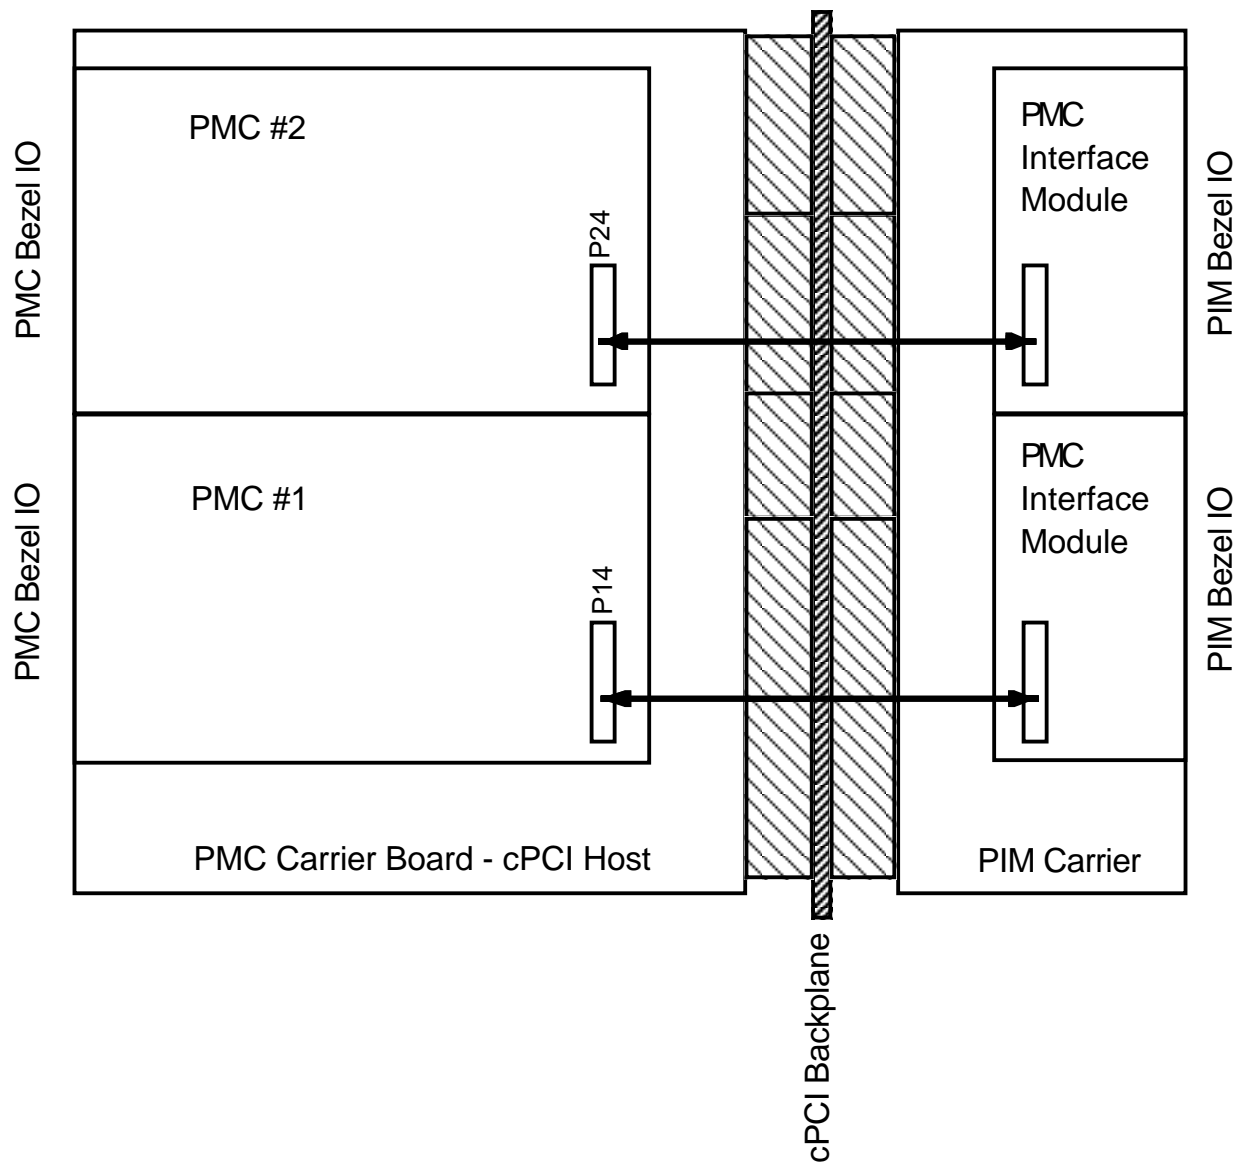 PMC #2
PMC
Interface
Module
PMC Bezel IO
P24
PIM Bezel IO
PMC #1
PMC
Interface
Module
PMC Bezel IO
P14
PIM Bezel IO
PMC Carrier Board - cPCI Host
PIM Carrier
cPCI Backplane